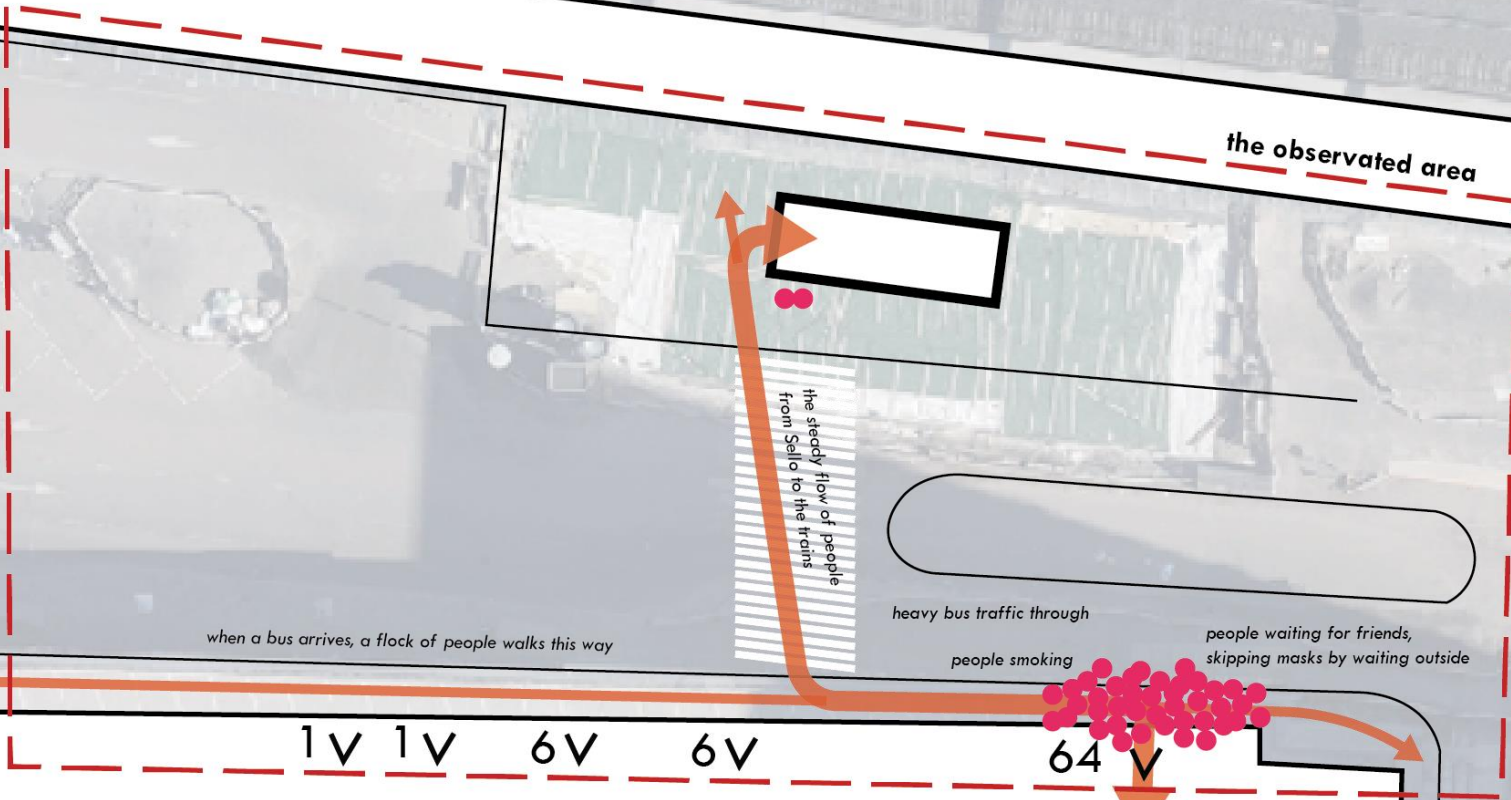 the observated area
the steady flow of people
from Sello to the trains
heavy bus traffic through
when a bus arrives, a flock of people walks this way
people smoking
people waiting for friends,
skipping masks by waiting outside
1 V 1 V 6 V 6 V 64 V